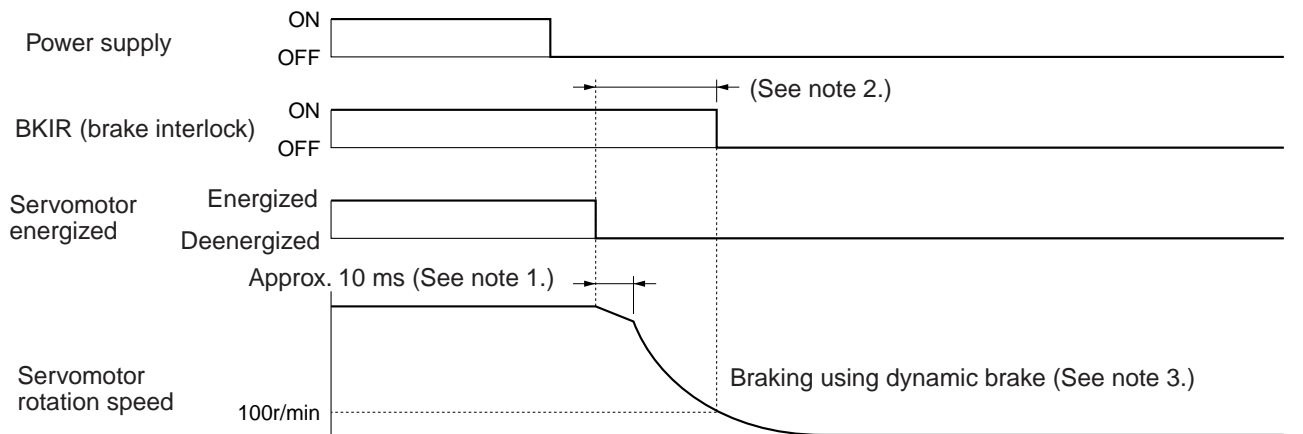 ON
Power supply
OFF
(See note 2.)
ON
BKIR (brake interlock)
OFF
Servomotor
energized
Energized
Deenergized
Approx. 10 ms (See note 1.)
Servomotor
rotation speed
Braking using dynamic brake (See note 3.)
100r/min